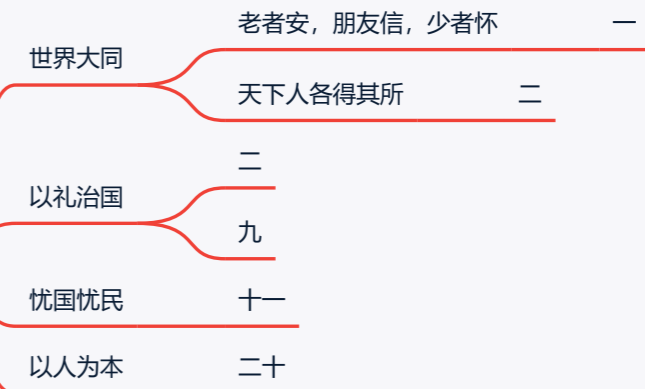 世界大同
老者安，朋友信，少者怀 一
天下人各得其所 二
以礼治国
二
九
忧国忧民 十一
以人为本 二十